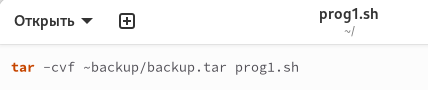 Открыть
prog1.sh
~/
tar -cvf ~backup/backup.tar prog1.sh